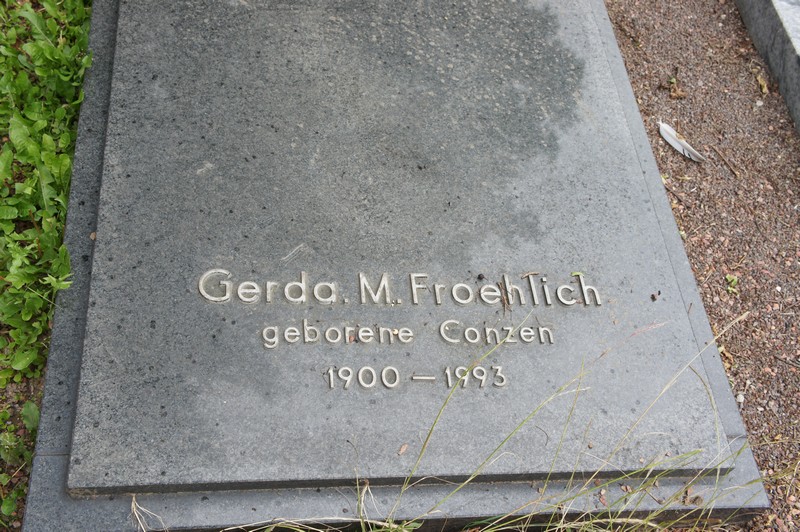 Gerda. M. Froehlich
geborene Conzen
1900 – 1993